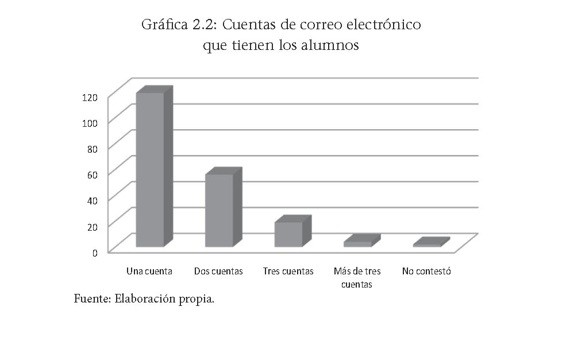 Gráfica 2.2: Cuentas de correo electrónico
que tienen los alumnos
120
100
80
60
40
20
0
Una cuenta Dos cuentas Tres cuentas Más de tres cuentas No contestó
Fuente: Elaboración propia.